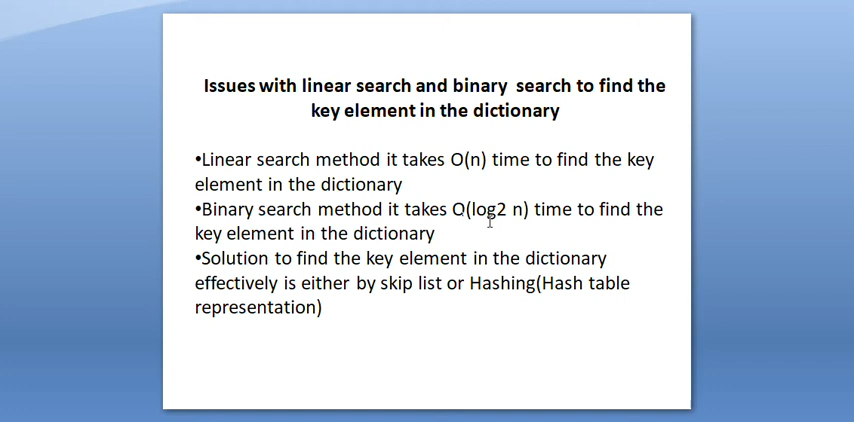 Issues with linear search and binary search to find the
key element in the dictionary
•Linear search method it takes O(n) time to find the key
element in the dictionary
•Binary search method it takes Q(log2 n) time to find the
key element in the dictionary
•Solution to find the key element in the dictionary
effectively is either by skip list or Hashing(Hash table
representation)